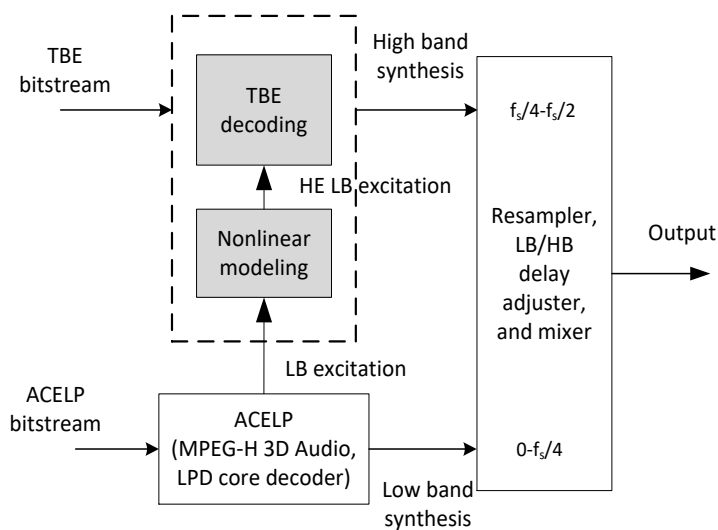 TBE
bitstream
TBE
decoding
High band
synthesis
fs/4-fs/2
HE LB excitation
Nonlinear
modeling
Resampler,
LB/HB
delay
adjuster,
and mixer
Output
LB excitation
ACELP
bitstream
ACELP
(MPEG-H 3D Audio,
LPD core decoder)
0-fs/4
Low band
synthesis